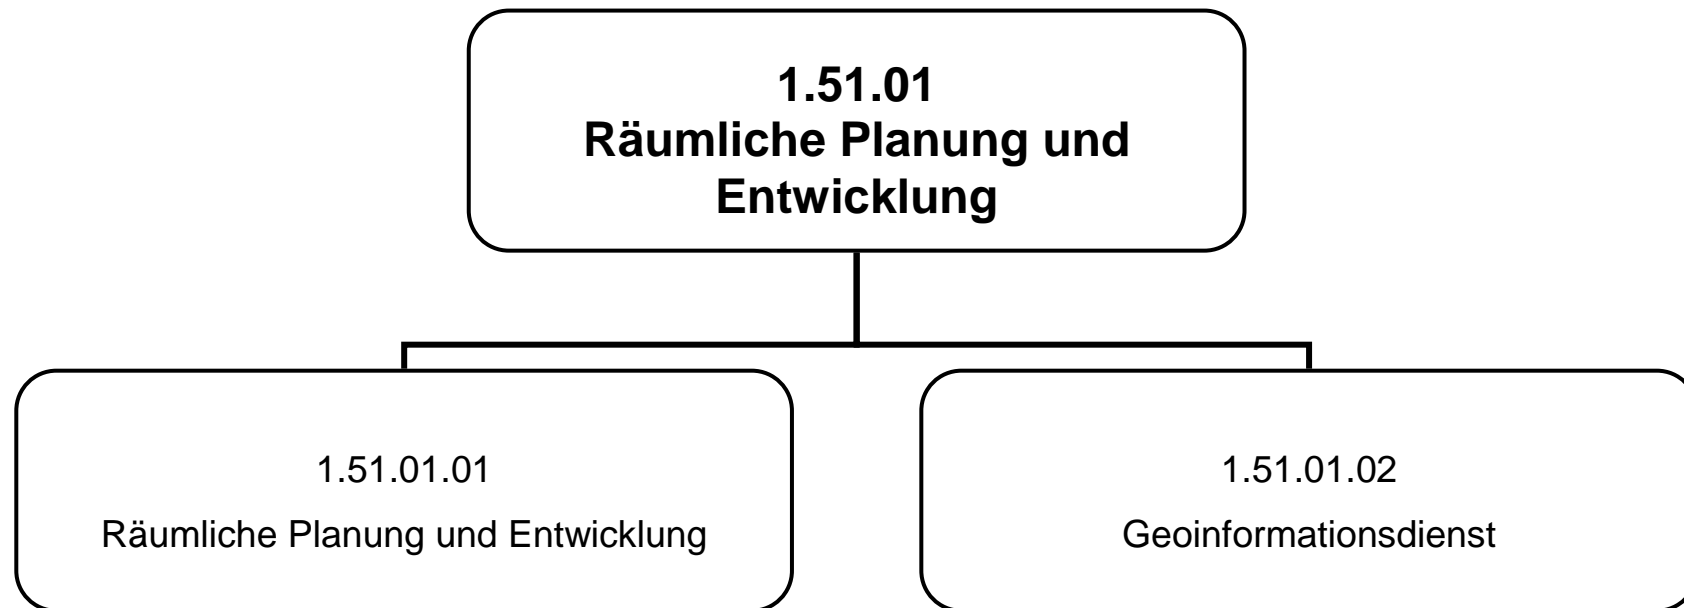 1.51.01
Räumliche Planung und
Entwicklung
1.51.01.01
Räumliche Planung und Entwicklung
1.51.01.02
Geoinformationsdienst